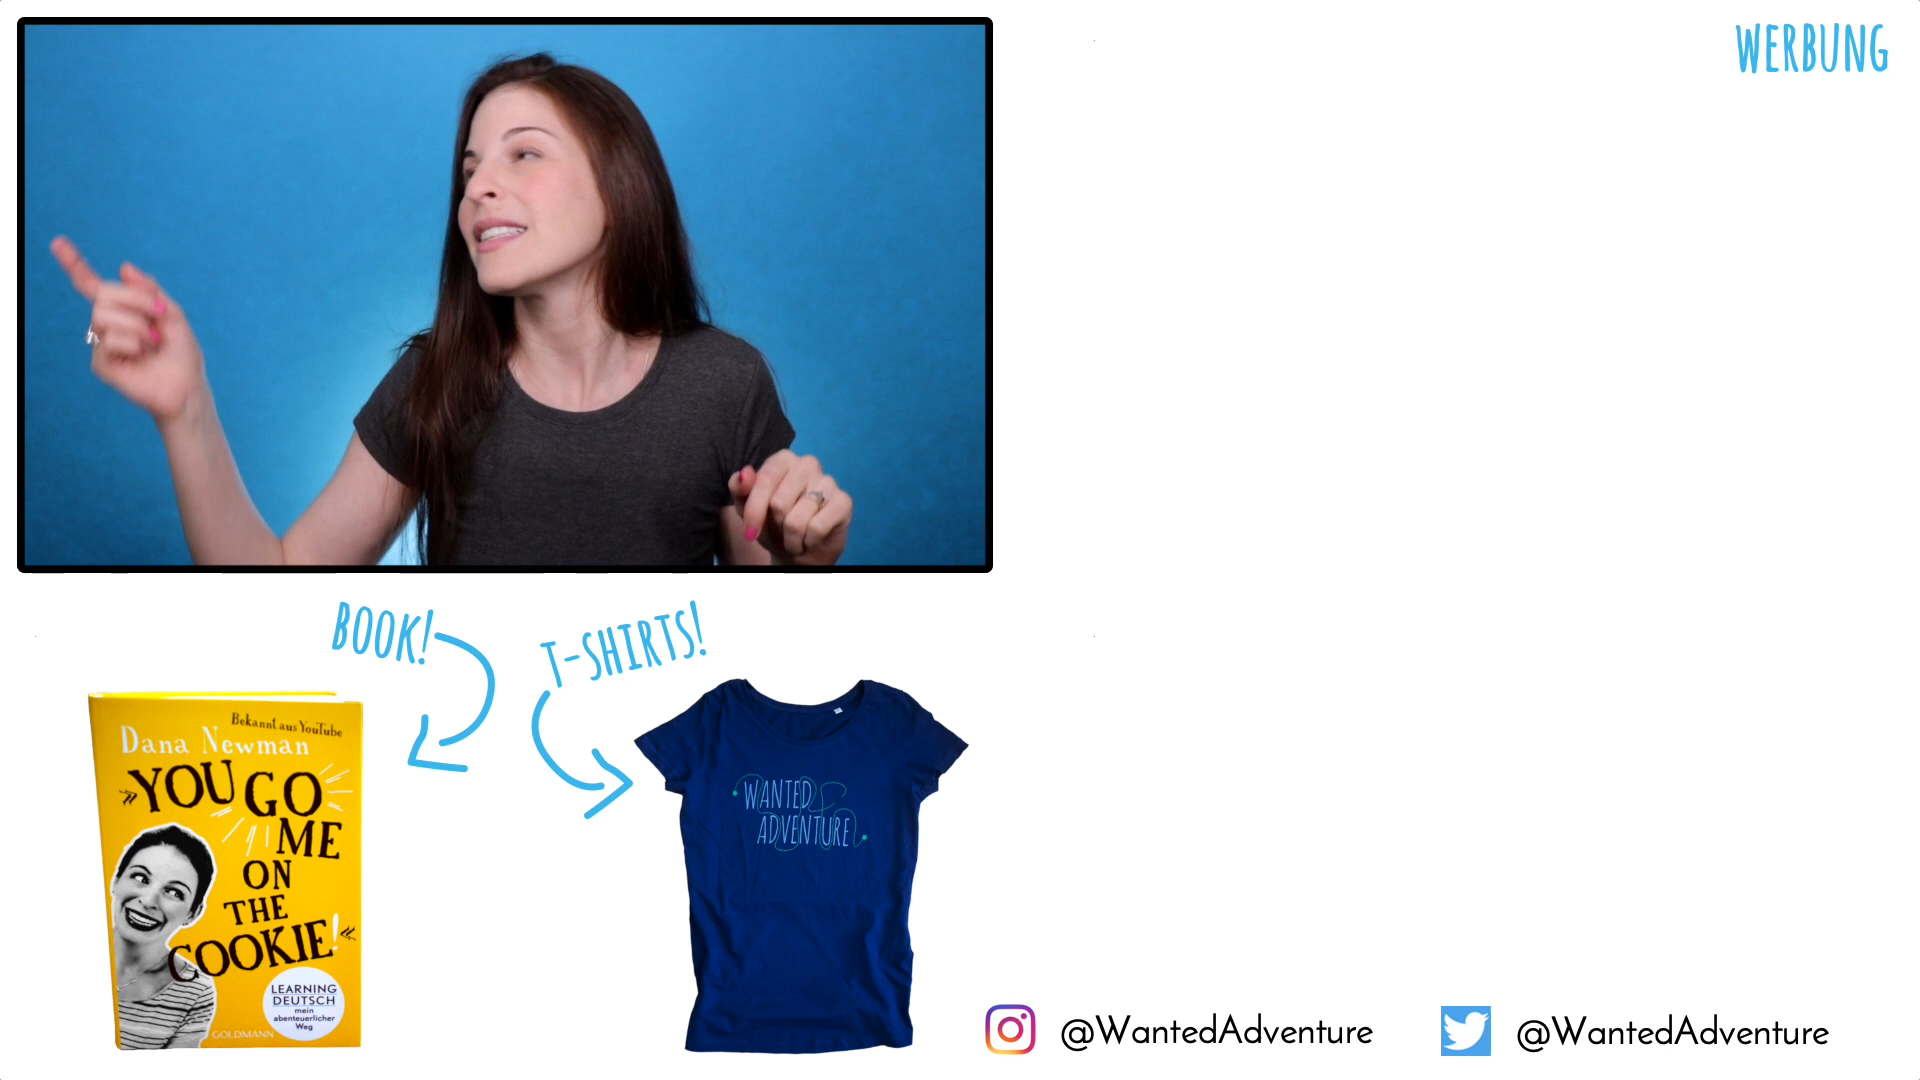 WERBUNG
BOOK!
T-SHIRTS!
Bekannt aus YouTube
Dana Newman
»YOU GO
ME
ON
THE
COOKIE!«
LEARNING
DEUTSCH
mein
abenteuerlicher
Weg
GOLDMANN
WANTED
ADVENTURE
@WantedAdventure
@WantedAdventure